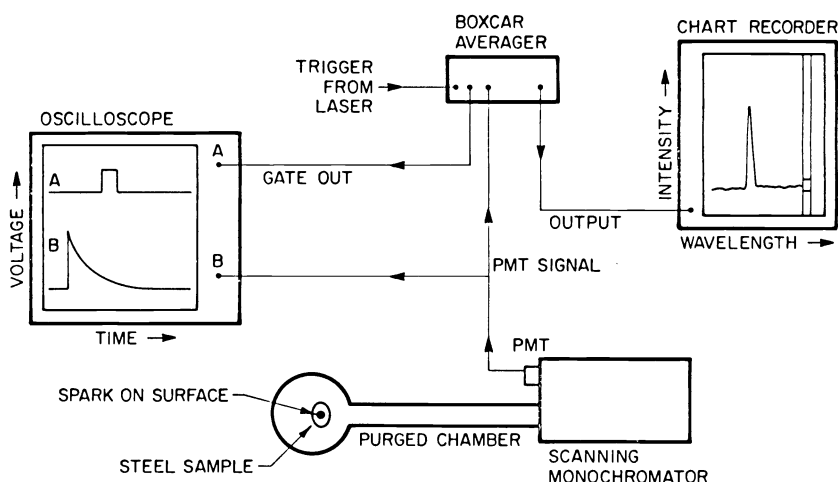 BOXCAR
AVERAGER
CHART RECORDER
TRIGGER
FROM
LASER
OSCILLOSCOPE
A
GATE OUT
A
B
B
VOLTAGE
TIME
INTENSITY
OUTPUT
WAVELENGTH
PMT SIGNAL
PMT
SPARK ON SURFACE
PURGED CHAMBER
STEEL SAMPLE
SCANNING
MONOCHROMATOR